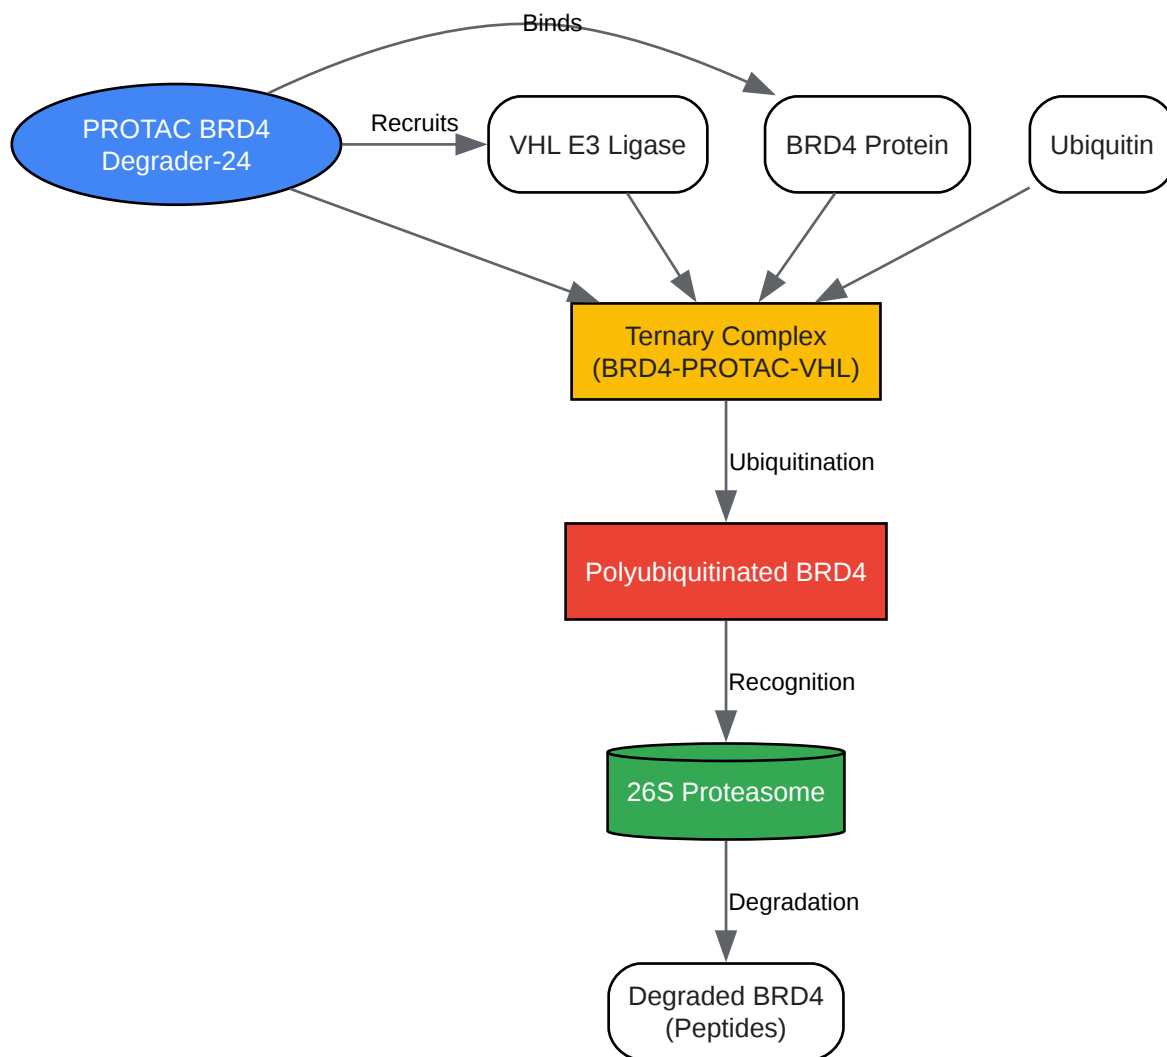 Binds
PROTAC BRD4
Degrader-24
Recruits
VHL E3 Ligase
BRD4 Protein
Ubiquitin
Ternary Complex
(BRD4-PROTAC-VHL)
Ubiquitination
Polyubiquitinated BRD4
Recognition
26S Proteasome
Degradation
Degraded BRD4
(Peptides)